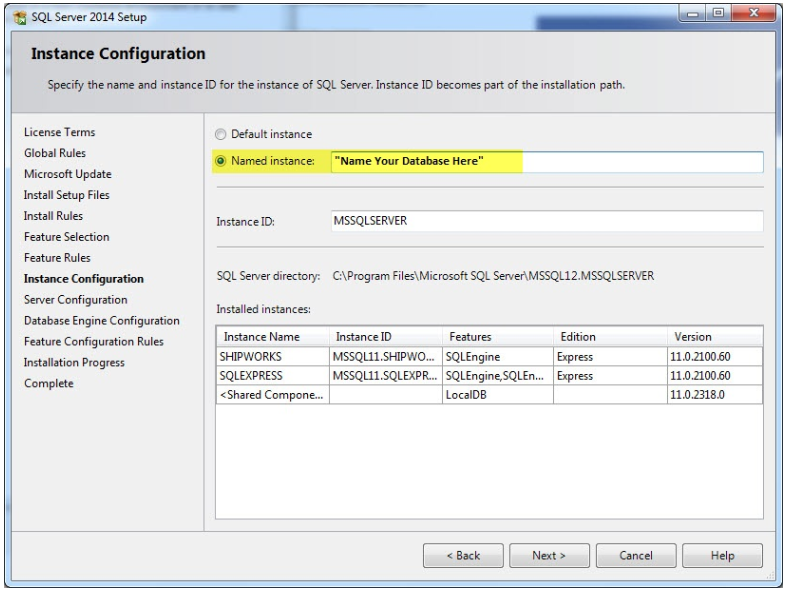 SQL Server 2014 Setup
Instance Configuration
Specify the name and instance ID for the instance of SQL Server. Instance ID becomes part of the installation path.
License Terms
Global Rules
Microsoft Update
Install Setup Files
Install Rules
Feature Selection
Feature Rules
Instance Configuration
Server Configuration
Database Engine Configuration
Feature Configuration Rules
Installation Progress
Complete
Default instance
Named instance: "Name Your Database Here"
Instance ID: MSSQLSERVER
SQL Server directory: C:\Program Files\Microsoft SQL Server\MSSQL12.MSSQLSERVER
Installed instances:
Instance Name Instance ID Features Edition Version
SHIPWORKS MSSQL11.SHIPWO... SQLEngine Express 11.0.2100.60
SQLEXPRESS MSSQL11.SQLEXPR... SQLEngine,SQLEn... Express 11.0.2100.60
<Shared Compone... LocalDB 11.0.2318.0
< Back Next > Cancel Help